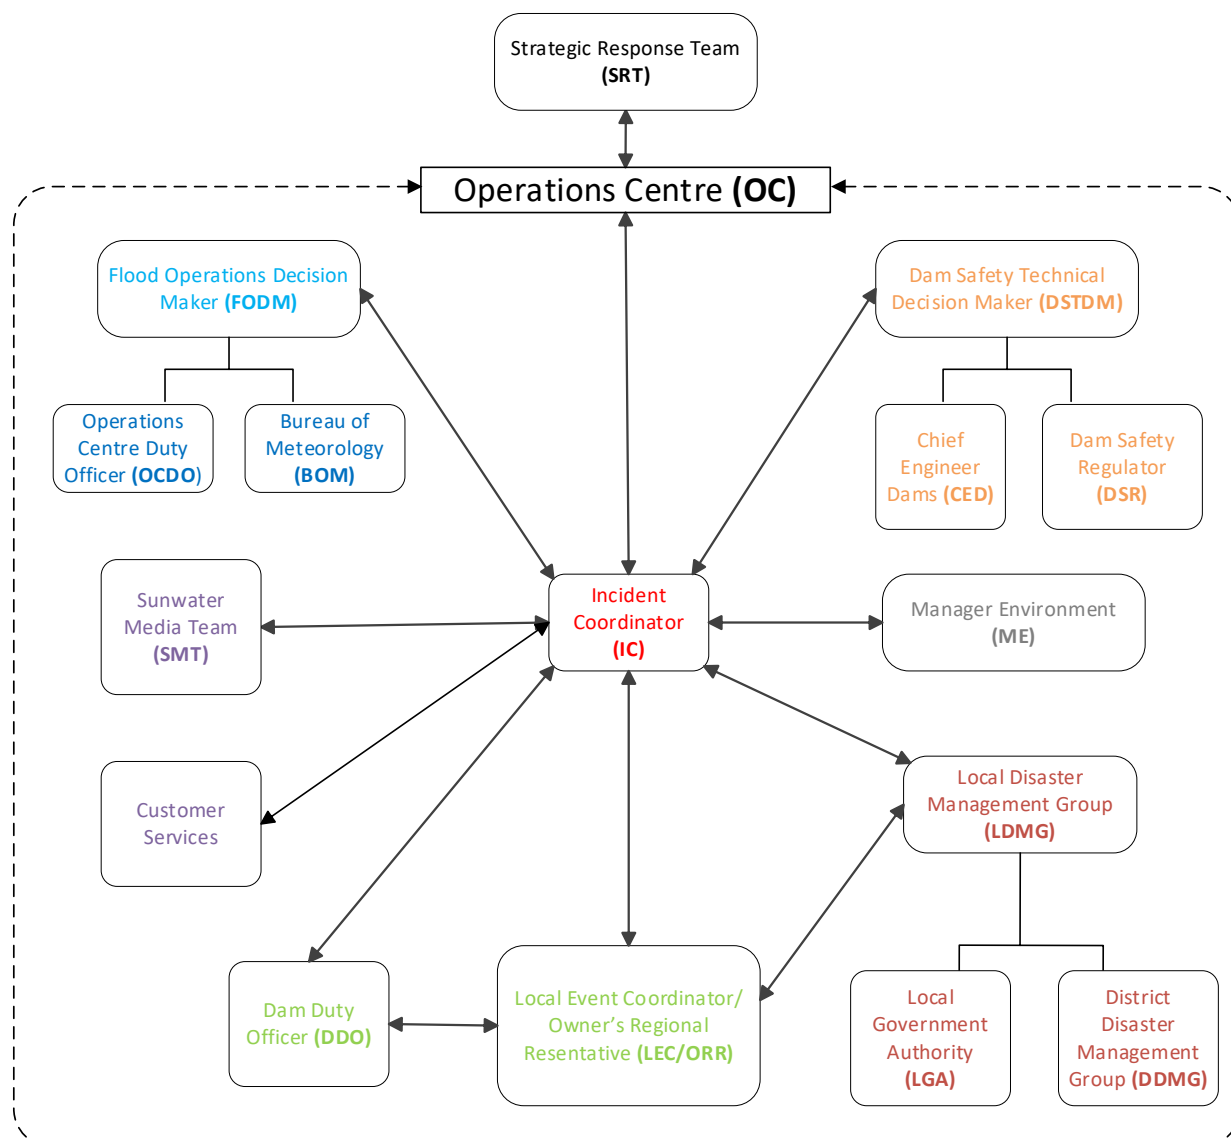 Strategic Response Team
(SRT)
Operations Centre (OC)
Flood Operations Decision
Maker (FODM)
Dam Safety Technical
Decision Maker (DSTDM)
Operations
Centre Duty
Officer (OCDO)
Bureau of
Meteorology
(BOM)
Chief
Engineer
Dams (CED)
Dam Safety
Regulator
(DSR)
Sunwater
Media Team
(SMT)
Incident
Coordinator
(IC)
Manager Environment
(ME)
Customer
Services
Local Disaster
Management Group
(LDMG)
Dam Duty
Officer (DDO)
Local Event Coordinator/
Owner's Regional
Resentative (LEC/ORR)
Local
Government
Authority
(LGA)
District
Disaster
Management
Group (DDMG)